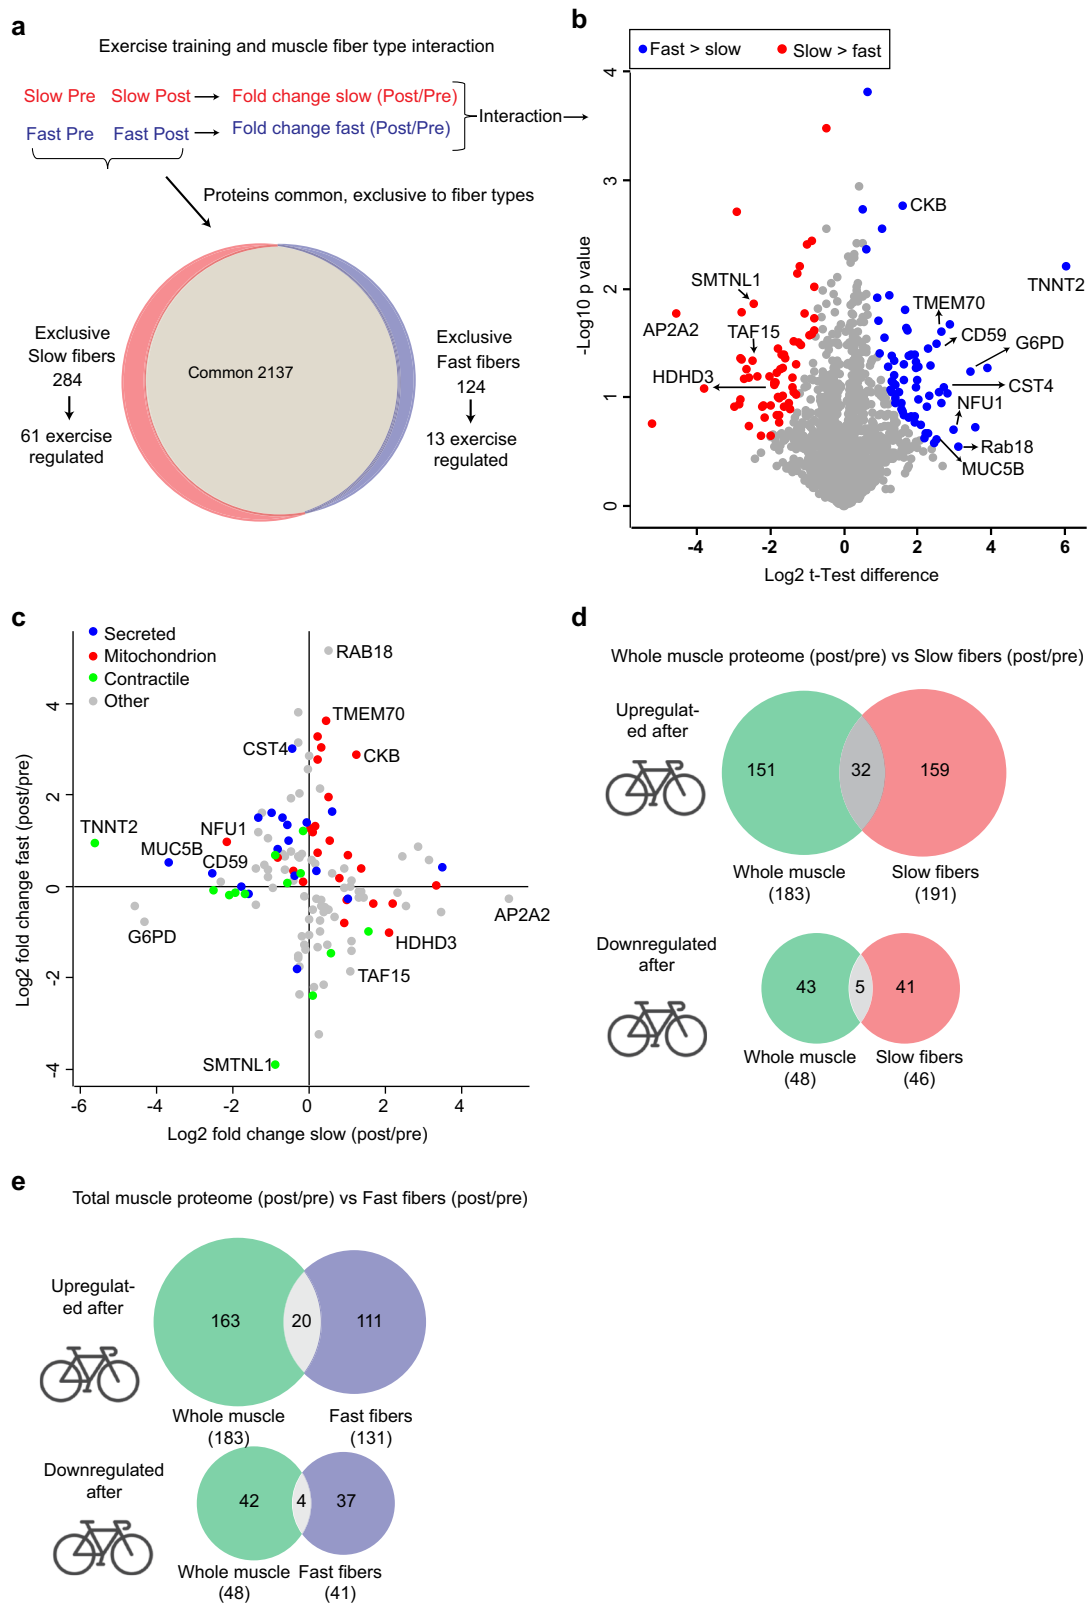 a
Exercise training and muscle fiber type interaction
Slow Pre Slow Post Fold change slow (Post/Pre)
Fast Pre Fast Post Fold change fast (Post/Pre)
Interaction
Proteins common, exclusive to fiber types
Exclusive
Slow fibers
284
61 exercise
regulated
Common 2137
Exclusive
Fast fibers
124
13 exercise
regulated
b
Fast > slow Slow > fast
4
3
2
1
0
-Log10 p value
CKB
TNNT2
SMTNL1
AP2A2
TAF15
HDHD3
TMEM70
CD59
G6PD
CST4
NFU1
Rab18
MUC5B
-4 -2 0 2 4 6
Log2 t-Test difference
c
Secreted
Mitochondrion
Contractile
Other
RAB18
TMEM70
CST4
CKB
TNNT2
NFU1
MUC5B
CD59
G6PD
AP2A2
HDHD3
TAF15
SMTNL1
4
2
0
-2
-4
Log2 fold change fast (post/pre)
-6 -4 -2 0 2 4
Log2 fold change slow (post/pre)
d
Whole muscle proteome (post/pre) vs Slow fibers (post/pre)
Upregulat-
ed after
151 32 159
Whole muscle Slow fibers
(183) (191)
Downregulated
after
43 5 41
Whole muscle Slow fibers
(48) (46)
e
Total muscle proteome (post/pre) vs Fast fibers (post/pre)
Upregulat-
ed after
163 20 111
Whole muscle Fast fibers
(183) (131)
Downregulated
after
42 4 37
Whole muscle Fast fibers
(48) (41)